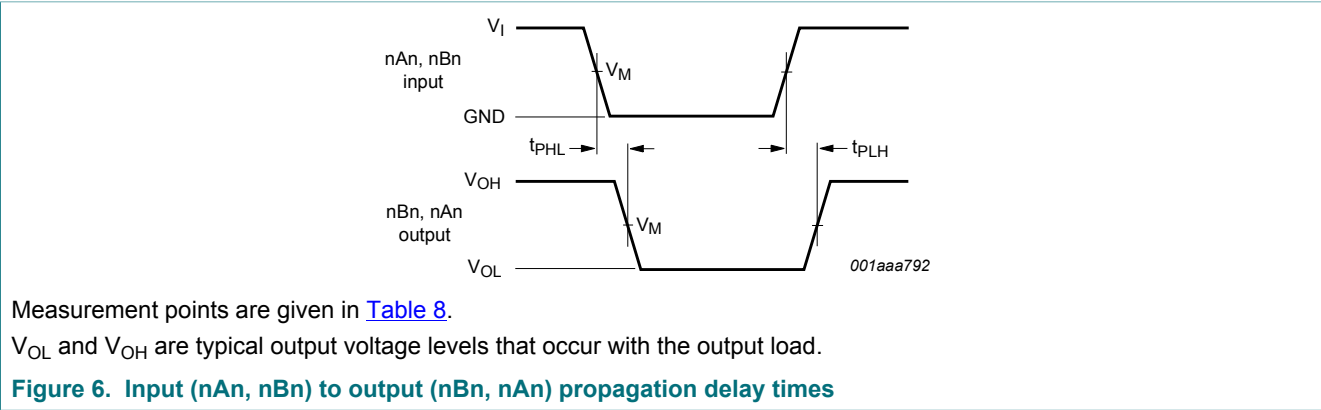 VI
nAn, nBn
input
VM
GND
tPHL
tPLH
VOH
nBn, nAn
output
VM
VOL
001aaa792
Measurement points are given in Table 8.
VOL and VOH are typical output voltage levels that occur with the output load.
Figure 6. Input (nAn, nBn) to output (nBn, nAn) propagation delay times